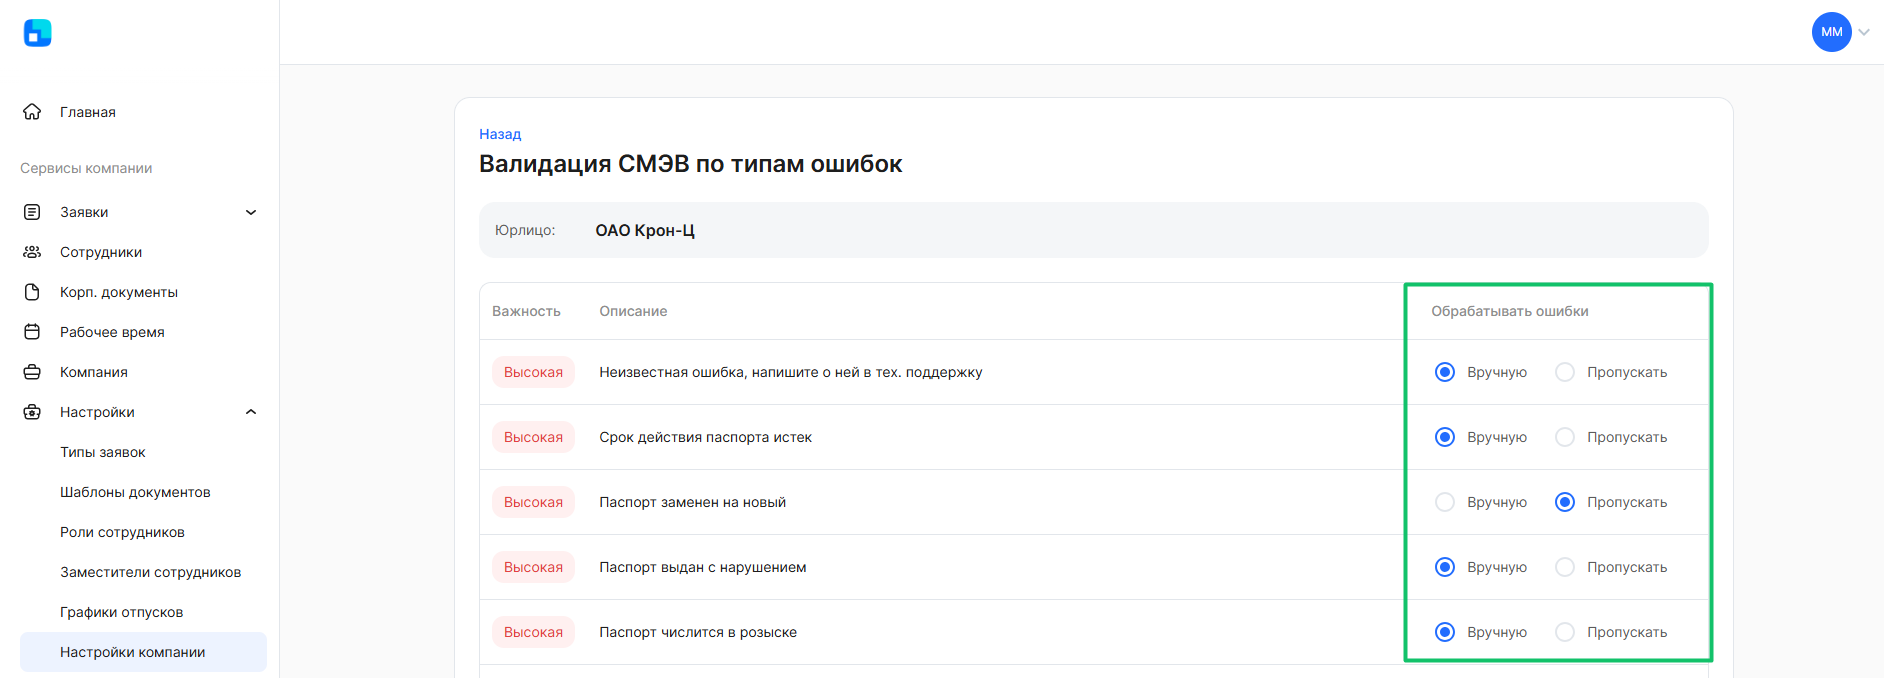 MM
Главная
Сервисы компании
Заявки
Сотрудники
Корп. документы
Рабочее время
Компания
Настройки
Типы заявок
Шаблоны документов
Роли сотрудников
Заместители сотрудников
Графики отпусков
Настройки компании
Назад
Валидация СМЭВ по типам ошибок
Юрлицо: ОАО Крон-Ц
Важность Описание Обрабатывать ошибки
Высокая Неизвестная ошибка, напишите о ней в тех. поддержку Вручную Пропускать
Высокая Срок действия паспорта истек Вручную Пропускать
Высокая Паспорт заменен на новый Вручную Пропускать
Высокая Паспорт выдан с нарушением Вручную Пропускать
Высокая Паспорт числится в розыске Вручную Пропускать